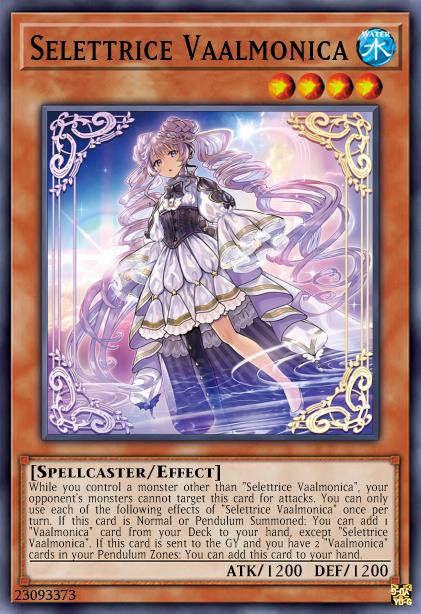 SELETTRICE VAALMONICA
WATER
水
[SPELLCASTER/EFFECT]
While you control a monster other than "Selettrice Vaalmonica", your
opponent's monsters cannot target this card for attacks. You can only
use each of the following effects of "Selettrice Vaalmonica" once per
turn. If this card is Normal or Pendulum Summoned: You can add 1
"Vaalmonica" card from your Deck to your hand, except "Selettrice
Vaalmonica". If this card is sent to the GY and you have 2 "Vaalmonica"
cards in your Pendulum Zones: You can add this card to your hand.
ATK/1200 DEF/1200
23093373